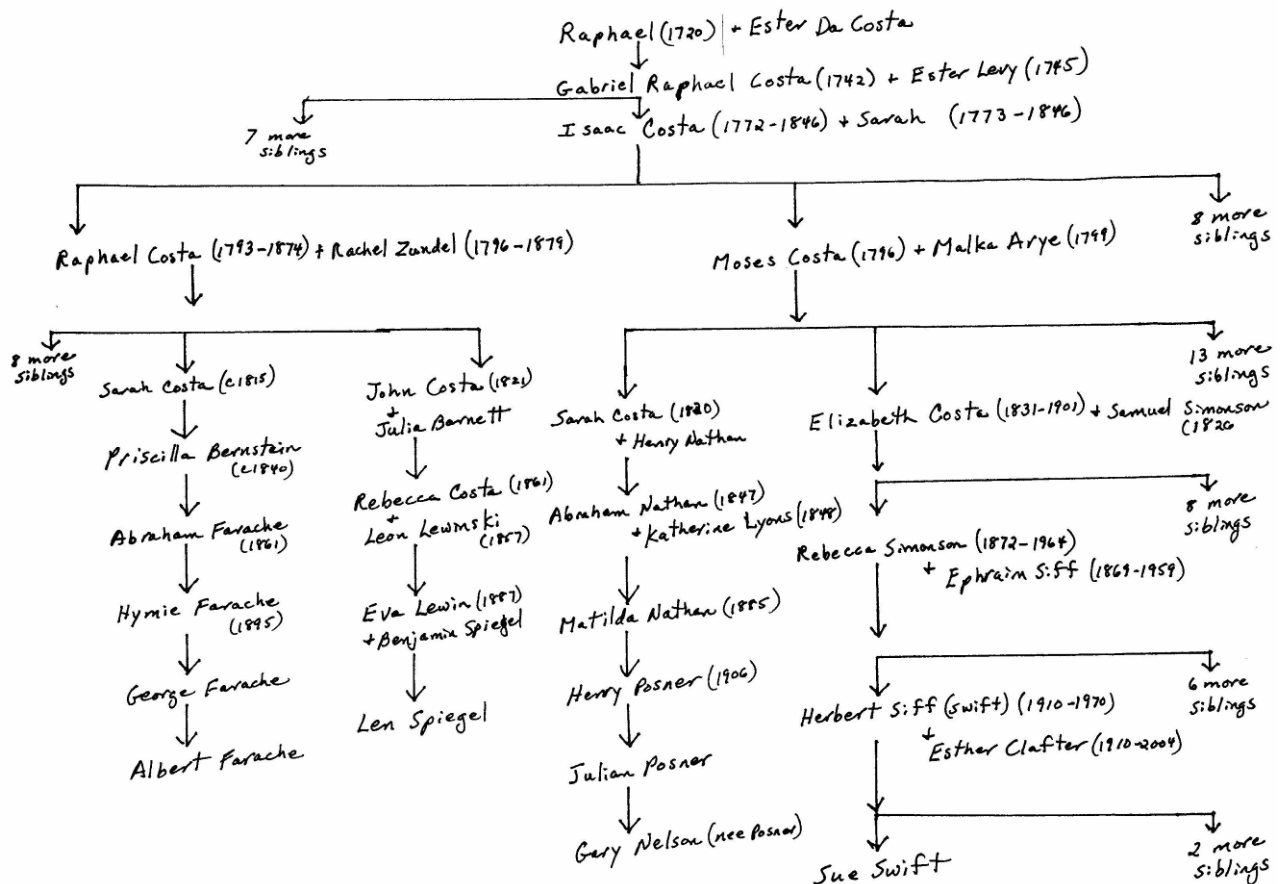 Raphael (1720) + Ester Da Costa
Gabriel Raphael Costa (1742) + Ester Levy (1745)
7 more
siblings
Isaac Costa (1772-1846) + Sarah (1773-1846)
Raphael Costa (1793-1874) + Rachel Zundel (1796-1879)
Moses Costa (1796) + Malka Arye (1799)
8 more
siblings
8 more
siblings
Sarah Costa (c1815)
Priscilla Bernstein
(c1840)
Abraham Farache
(1861)
Hymie Farache
(1895)
George Farache
Albert Farache
John Costa (1821)
+
Julia Barnett
Rebecca Costa (1861)
+
Leon Lewinski
(1857)
Eva Lewin (1887)
+ Benjamin Spiegel
Len Spiegel
Sarah Costa (1820)
+ Henry Nathan
Abraham Nathan (1847)
+ Katherine Lyons (1848)
Matilda Nathan (1885)
Henry Posner (1906)
Julian Posner
Gary Nelson (nee Posner)
13 more
siblings
Elizabeth Costa (1831-1901) + Samuel Simonson
(1826
8 more
siblings
Rebecca Simonson (1872-1964)
+ Ephraim Siff (1869-1959)
6 more
siblings
Herbert Siff (Swift) (1910-1970)
+
Esther Clafter (1910-2004)
Sue Swift
2 more
siblings